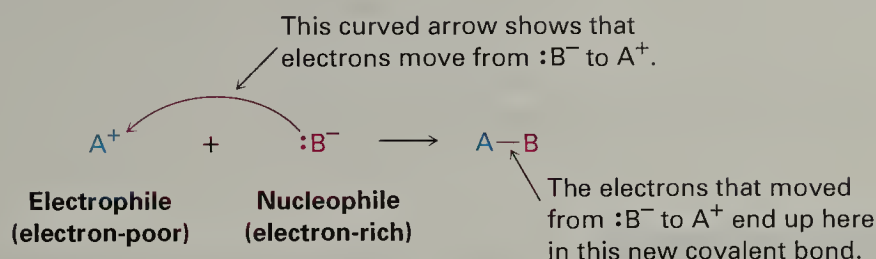 This curved arrow shows that
electrons move from :B⁻ to A⁺.
A⁺ + :B⁻ ⟶ A—B
Electrophile
(electron-poor)
Nucleophile
(electron-rich)
The electrons that moved
from :B⁻ to A⁺ end up here
in this new covalent bond.